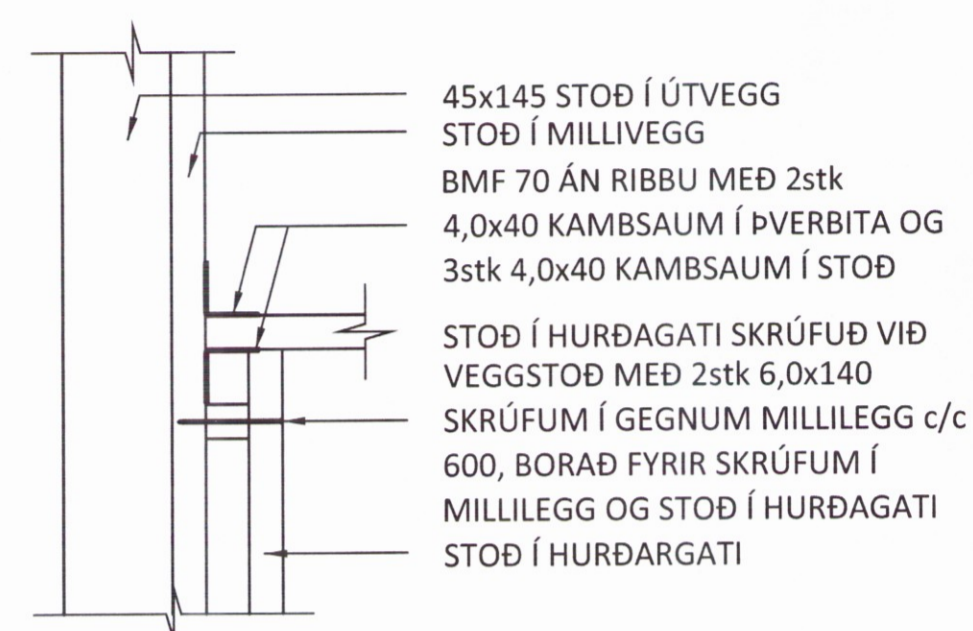 45x145 STOÐ Í ÚTVEGG
STOÐ Í MILLIVEGG
BMF 70 ÁN RIBBU MEÐ 2stk
4,0x40 KAMBSAUM Í ÞVERBITA OG
3stk 4,0x40 KAMBSAUM Í STOÐ
STOÐ Í HURÐAGATI SKRÚFUÐ VIÐ
VEGGSTOÐ MEÐ 2stk 6,0x140
SKRÚFUM Í GEGNUM MILLILEGG c/c
600, BORAÐ FYRIR SKRÚFUM Í
MILLILEGG OG STOÐ Í HURÐAGATI
STOÐ Í HURÐARGATI